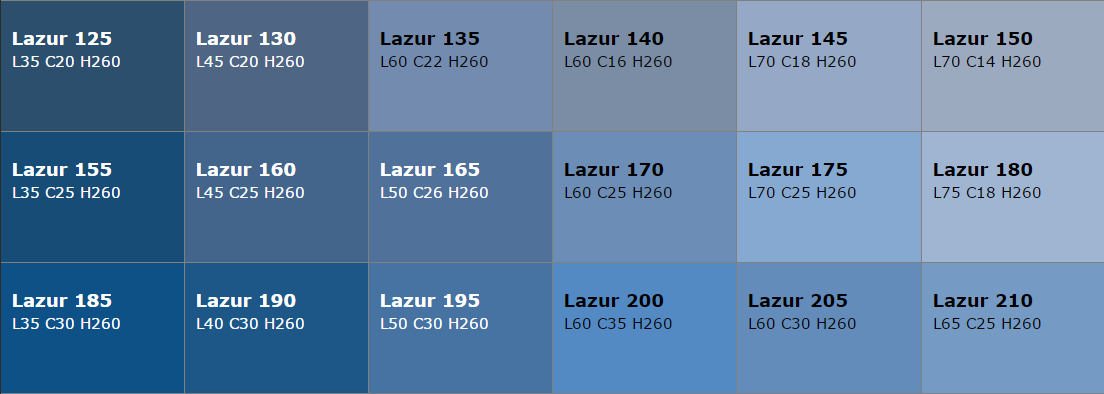 Lazur 125
L35 C20 H260
Lazur 130
L45 C20 H260
Lazur 135
L60 C22 H260
Lazur 140
L60 C16 H260
Lazur 145
L70 C18 H260
Lazur 150
L70 C14 H260
Lazur 155
L35 C25 H260
Lazur 160
L45 C25 H260
Lazur 165
L50 C26 H260
Lazur 170
L60 C25 H260
Lazur 175
L70 C25 H260
Lazur 180
L75 C18 H260
Lazur 185
L35 C30 H260
Lazur 190
L40 C30 H260
Lazur 195
L50 C30 H260
Lazur 200
L60 C35 H260
Lazur 205
L60 C30 H260
Lazur 210
L65 C25 H260